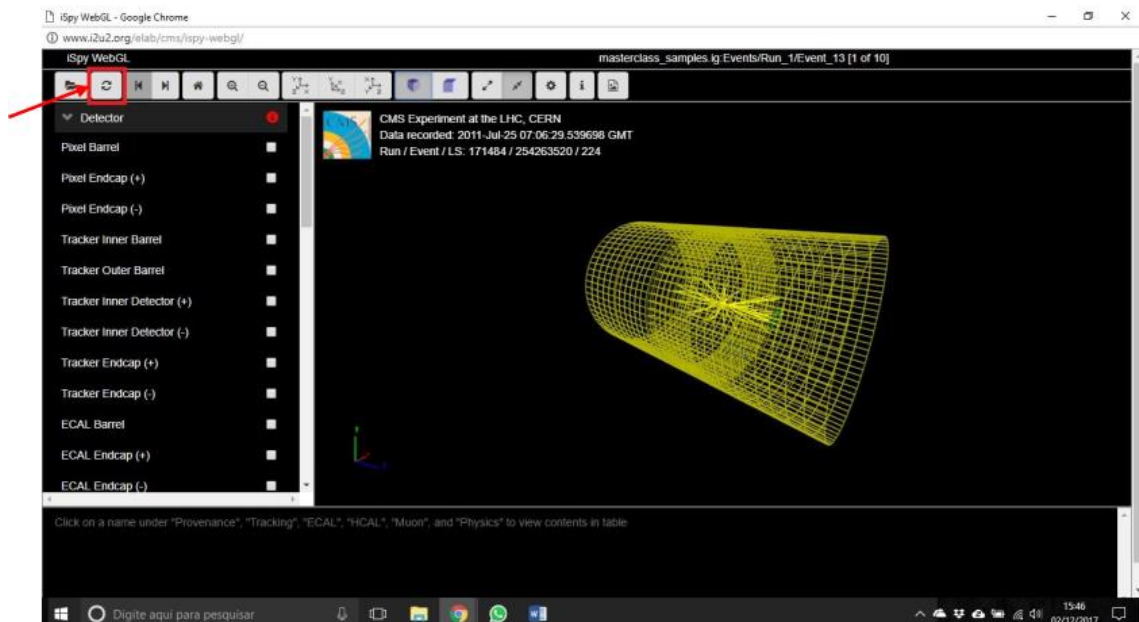 iSpy WebGL - Google Chrome
www.i2u2.org/elab/cms/ispy-webgl/
iSpy WebGL
masterclass_samples.ig:Events/Run_1/Event_13 [1 of 10]
Detector
Pixel Barrel
Pixel Endcap (+)
Pixel Endcap (-)
Tracker Inner Barrel
Tracker Outer Barrel
Tracker Inner Detector (+)
Tracker Inner Detector (-)
Tracker Endcap (+)
Tracker Endcap (-)
ECAL Barrel
ECAL Endcap (+)
ECAL Endcap (-)
CMS
CMS Experiment at the LHC, CERN
Data recorded: 2011-Jul-25 07:06:29.539698 GMT
Run / Event / LS: 171484 / 254263520 / 224
Click on a name under "Provenance", "Tracking", "ECAL", "HCAL", "Muon", and "Physics" to view contents in table
Digite aqui para pesquisar
15:46
02/12/2017